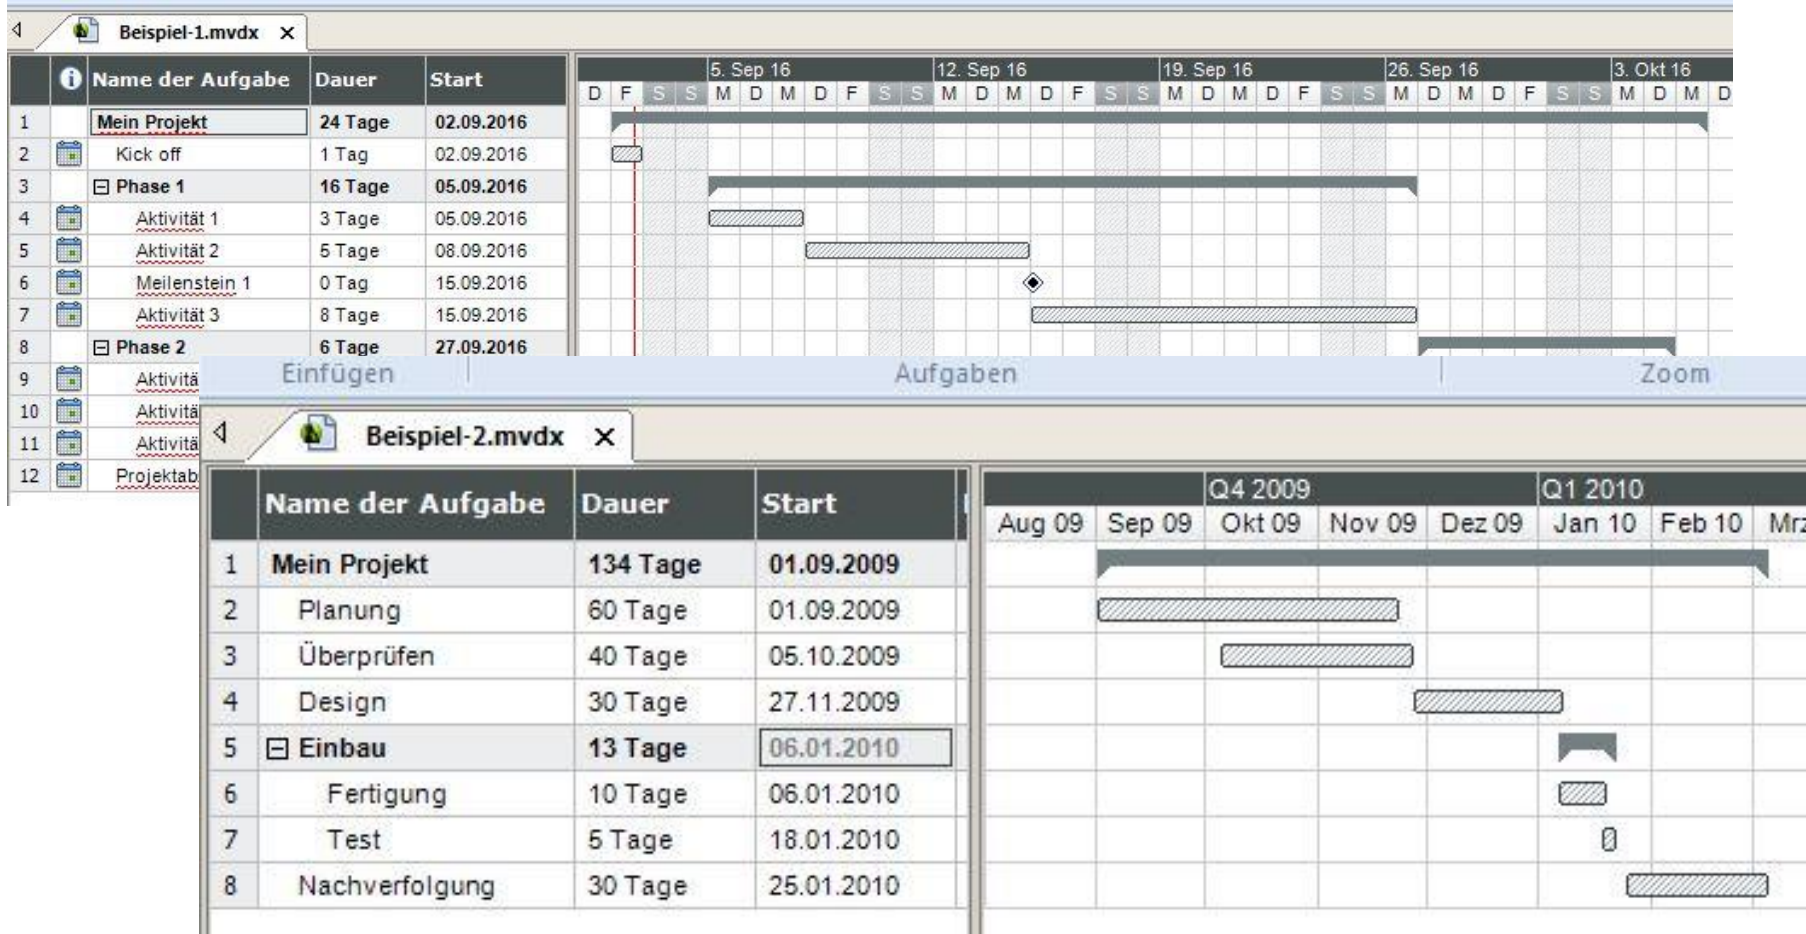 Beispiel-1.mvdx
Name der Aufgabe Dauer Start
5. Sep 16 12. Sep 16 19. Sep 16 26. Sep 16 3. Okt 16
D F S S M D M D F S S M D M D F S S M D M D F S S M D M D F S S M D M D
1 Mein Projekt 24 Tage 02.09.2016
2 Kick off 1 Tag 02.09.2016
3 Phase 1 16 Tage 05.09.2016
4 Aktivität 1 3 Tage 05.09.2016
5 Aktivität 2 5 Tage 08.09.2016
6 Meilenstein 1 0 Tag 15.09.2016
7 Aktivität 3 8 Tage 15.09.2016
8 Phase 2 6 Tage 27.09.2016
9 Aktivitä
10 Aktivitä
11 Aktivitä
12 Projektab
Einfügen Aufgaben Zoom
Beispiel-2.mvdx
Name der Aufgabe Dauer Start
Q4 2009 Q1 2010
Aug 09 Sep 09 Okt 09 Nov 09 Dez 09 Jan 10 Feb 10 Mrz
1 Mein Projekt 134 Tage 01.09.2009
2 Planung 60 Tage 01.09.2009
3 Überprüfen 40 Tage 05.10.2009
4 Design 30 Tage 27.11.2009
5 Einbau 13 Tage 06.01.2010
6 Fertigung 10 Tage 06.01.2010
7 Test 5 Tage 18.01.2010
8 Nachverfolgung 30 Tage 25.01.2010